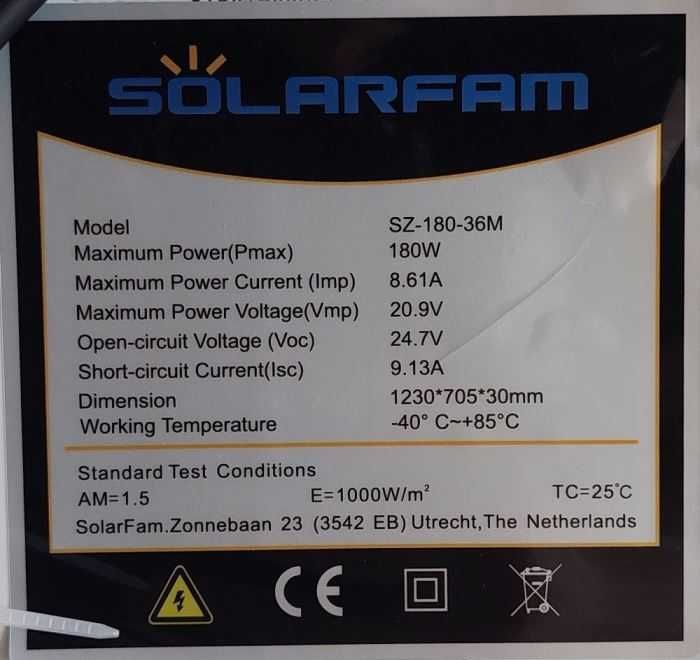 SOLARFAM
Model SZ-180-36M
Maximum Power(Pmax) 180W
Maximum Power Current (Imp) 8.61A
Maximum Power Voltage(Vmp) 20.9V
Open-circuit Voltage (Voc) 24.7V
Short-circuit Current(Isc) 9.13A
Dimension 1230*705*30mm
Working Temperature -40° C~+85°C
Standard Test Conditions
AM=1.5 E=1000W/m² TC=25°C
SolarFam.Zonnebaan 23 (3542 EB) Utrecht,The Netherlands
CE